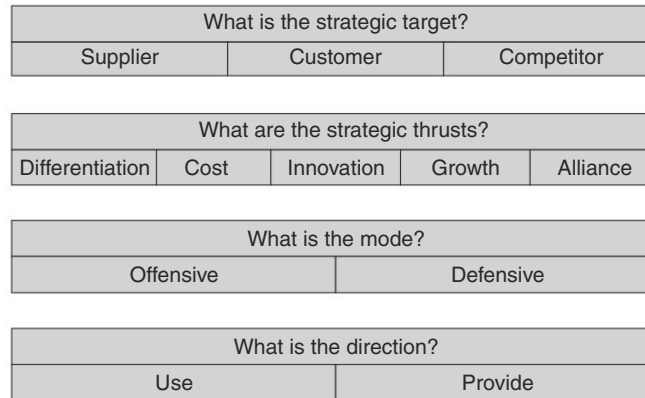 What is the strategic target?
Supplier Customer Competitor
What are the strategic thrusts?
Differentiation Cost Innovation Growth Alliance
What is the mode?
Offensive Defensive
What is the direction?
Use Provide